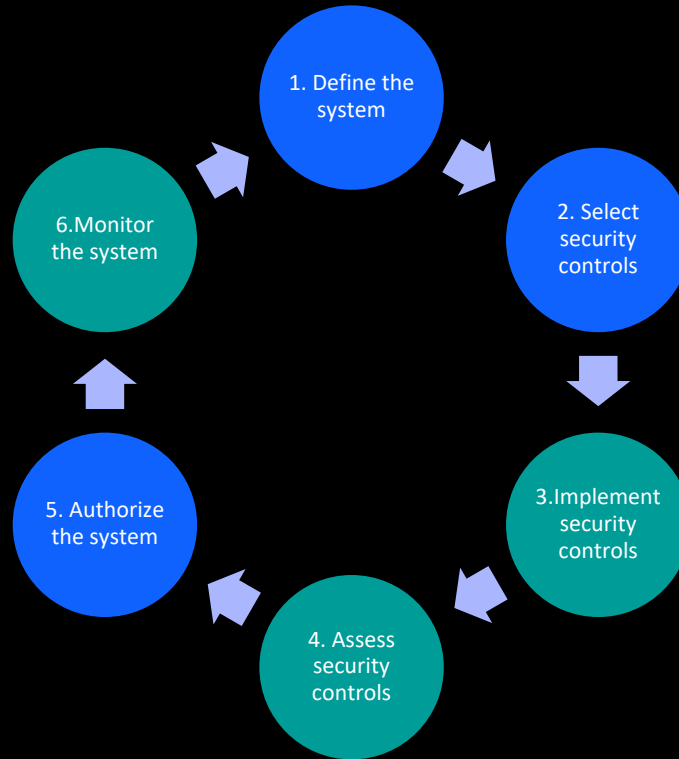 1. Define the
system
2. Select
security
controls
3.Implement
security
controls
4. Assess
security
controls
5. Authorize
the system
6.Monitor
the system